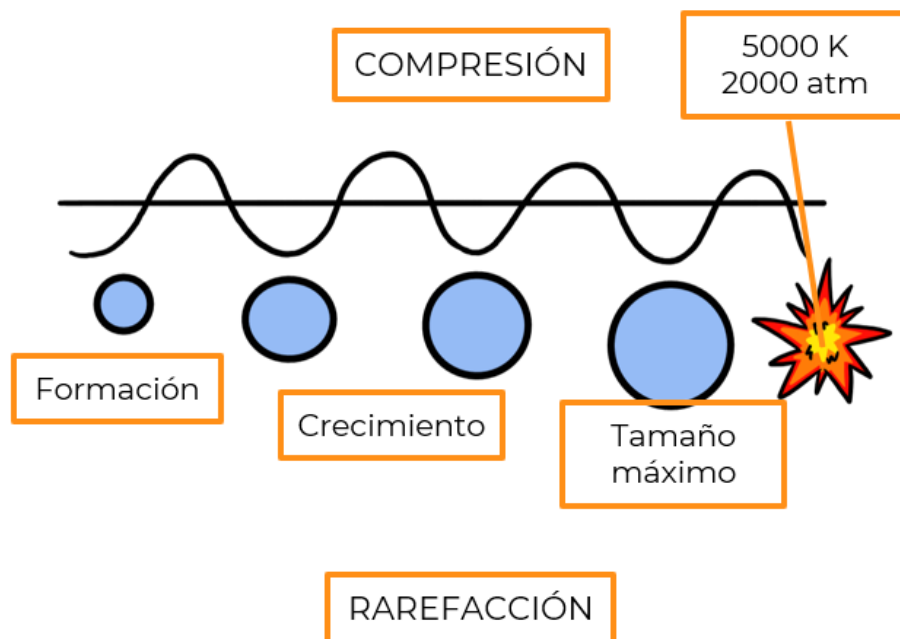 COMPRESIÓN
5000 K
2000 atm
Formación
Crecimiento
Tamaño
máximo
RAREFACCIÓN